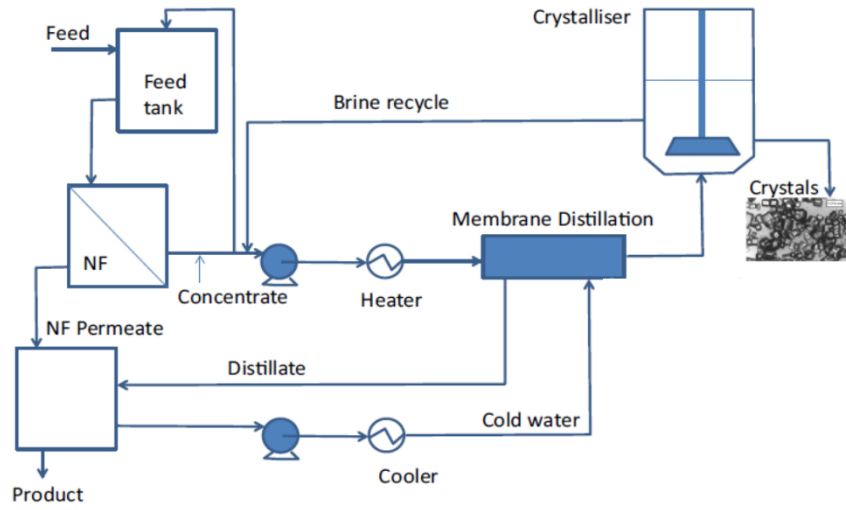 Feed
Feed
tank
Crystalliser
Brine recycle
Crystals
Membrane Distillation
NF
Concentrate
Heater
NF Permeate
Distillate
Cold water
Cooler
Product